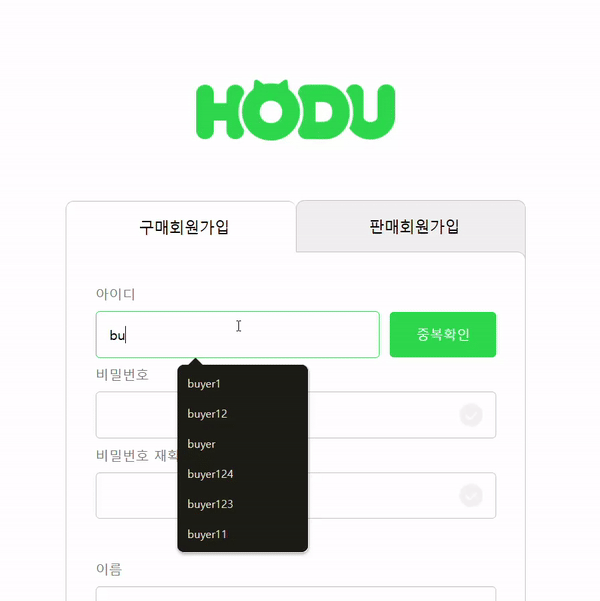 HODU
구매회원가입
판매회원가입
아이디
bu
중복확인
비밀번호
buyer1
buyer12
buyer
buyer124
buyer123
buyer11
비밀번호 재확
이름